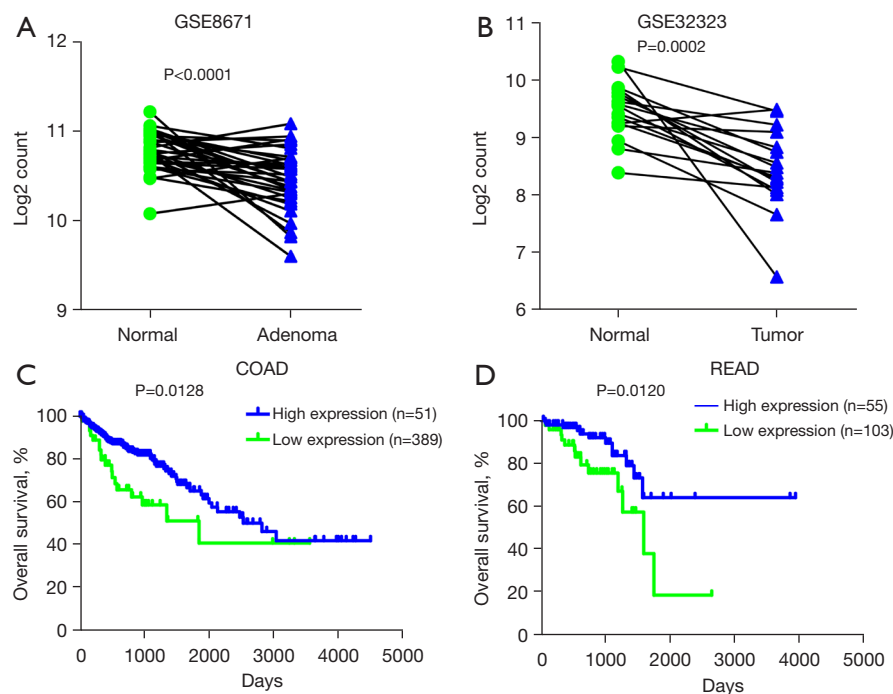 A
GSE8671
P<0.0001
Log2 count
12
11
10
9
Normal
Adenoma
B
GSE32323
P=0.0002
Log2 count
11
10
9
8
7
6
Normal
Tumor
C
COAD
P=0.0128
High expression (n=51)
Low expression (n=389)
Overall survival, %
100
80
60
40
20
0
0
1000
2000
3000
4000
5000
Days
D
READ
P=0.0120
High expression (n=55)
Low expression (n=103)
Overall survival, %
100
80
60
40
20
0
0
1000
2000
3000
4000
5000
Days